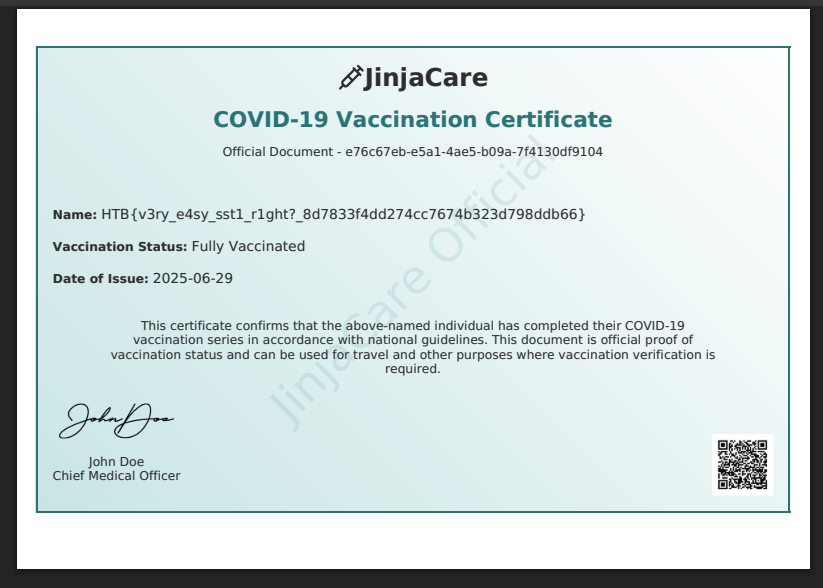 JinjaCare
COVID-19 Vaccination Certificate
Official Document - e76c67eb-e5a1-4ae5-b09a-7f4130df9104
Name: HTB{v3ry_e4sy_sst1_r1ght?_8d7833f4dd274cc7674b323d798ddb66}
Vaccination Status: Fully Vaccinated
Date of Issue: 2025-06-29
JinjaCare Official
This certificate confirms that the above-named individual has completed their COVID-19
vaccination series in accordance with national guidelines. This document is official proof of
vaccination status and can be used for travel and other purposes where vaccination verification is
required.
JohnDoe
John Doe
Chief Medical Officer